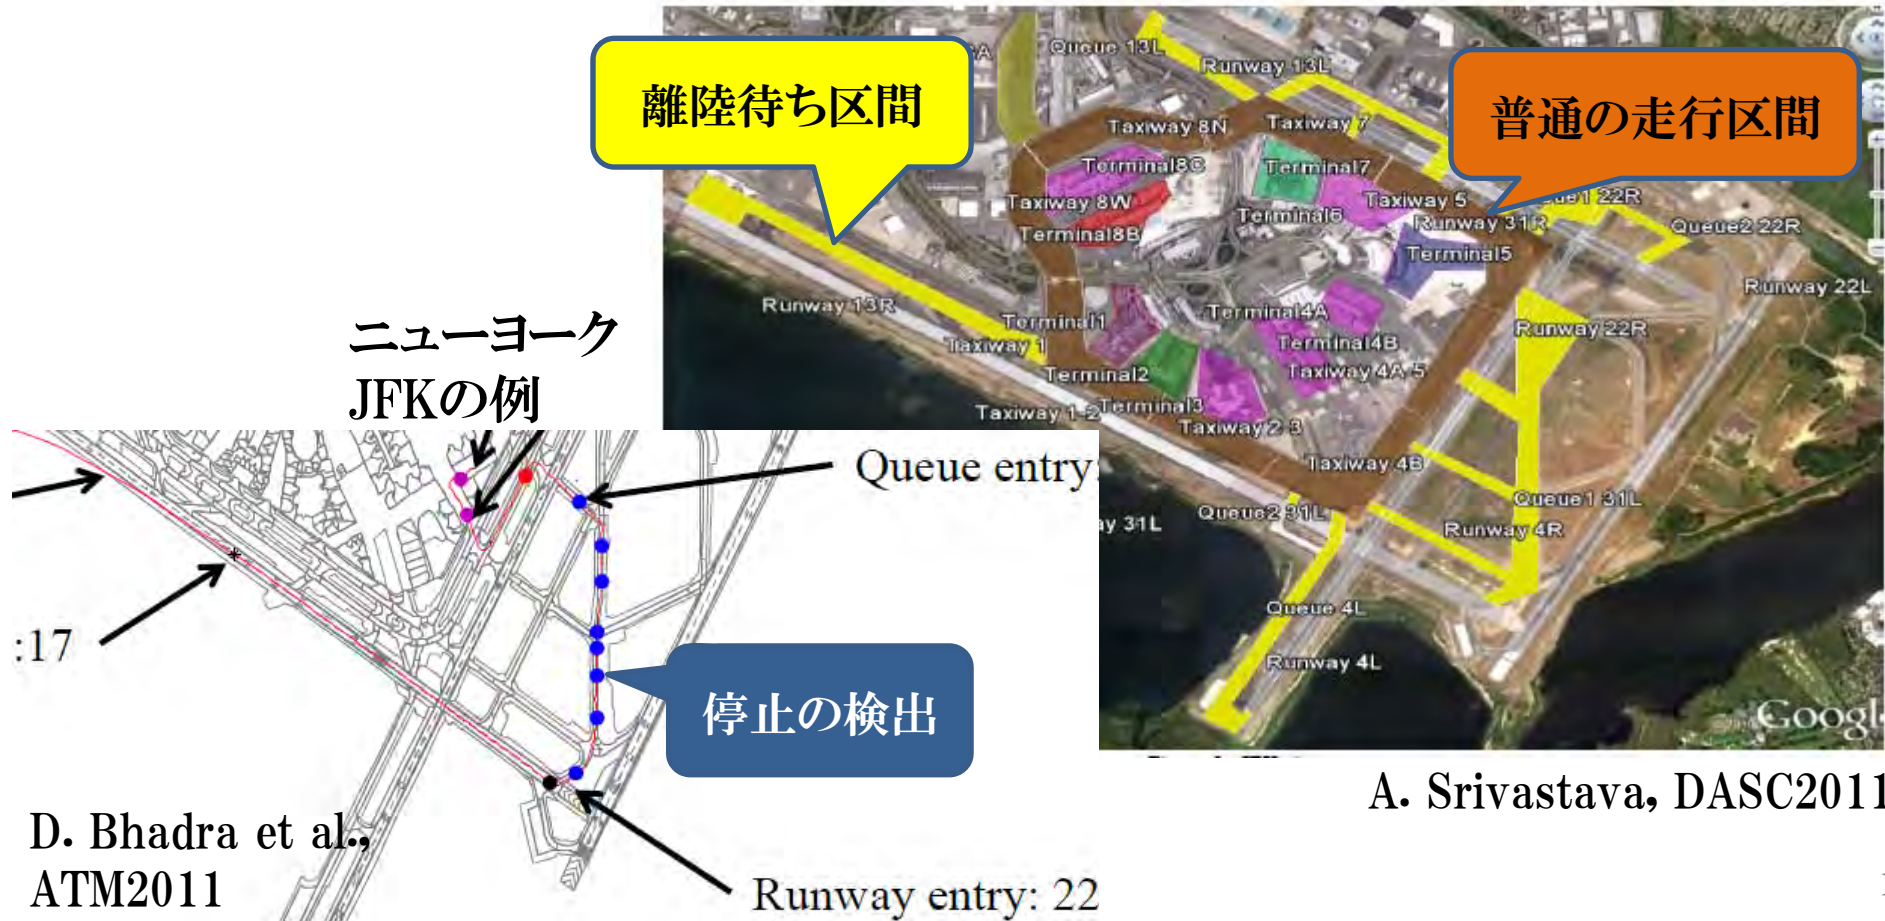 離陸待ち区間
普通の走行区間
Queue 13L
Runway 13L
Taxiway 8N
Taxiway 7
Terminal8C
Terminal7
Taxiway 8W
Taxiway 5
22R
Terminal6
Runway 31R
Queue2 22R
Terminal8B
Terminal5
Runway 22L
Runway 13R
Terminal1
Terminal4A
Runway 22R
Taxiway 1
Terminal4B
Terminal2
Taxiway 4A-5
Taxiway 1-2
Terminal3
Taxiway 2-3
Taxiway 4B
Queue1 31L
Queue2 31L
31L
Runway 4R
Queue 4L
Runway 4L
Googl
ニューヨーク
JFKの例
Queue entry:
:17
停止の検出
Runway entry: 22
D. Bhadra et al.,
ATM2011
A. Srivastava, DASC2011